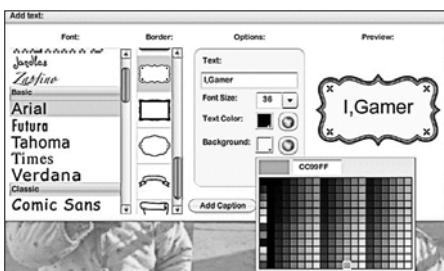 Add text:
Font: Border: Options: Preview:
Jandles
Zapfino
Basic
Arial
Futura
Tahoma
Times
Verdana
Classic
Comic Sans
Text:
I,Gamer
Font Size: 36
Text Color:
Background:
Add Caption
CC99FF
I,Gamer